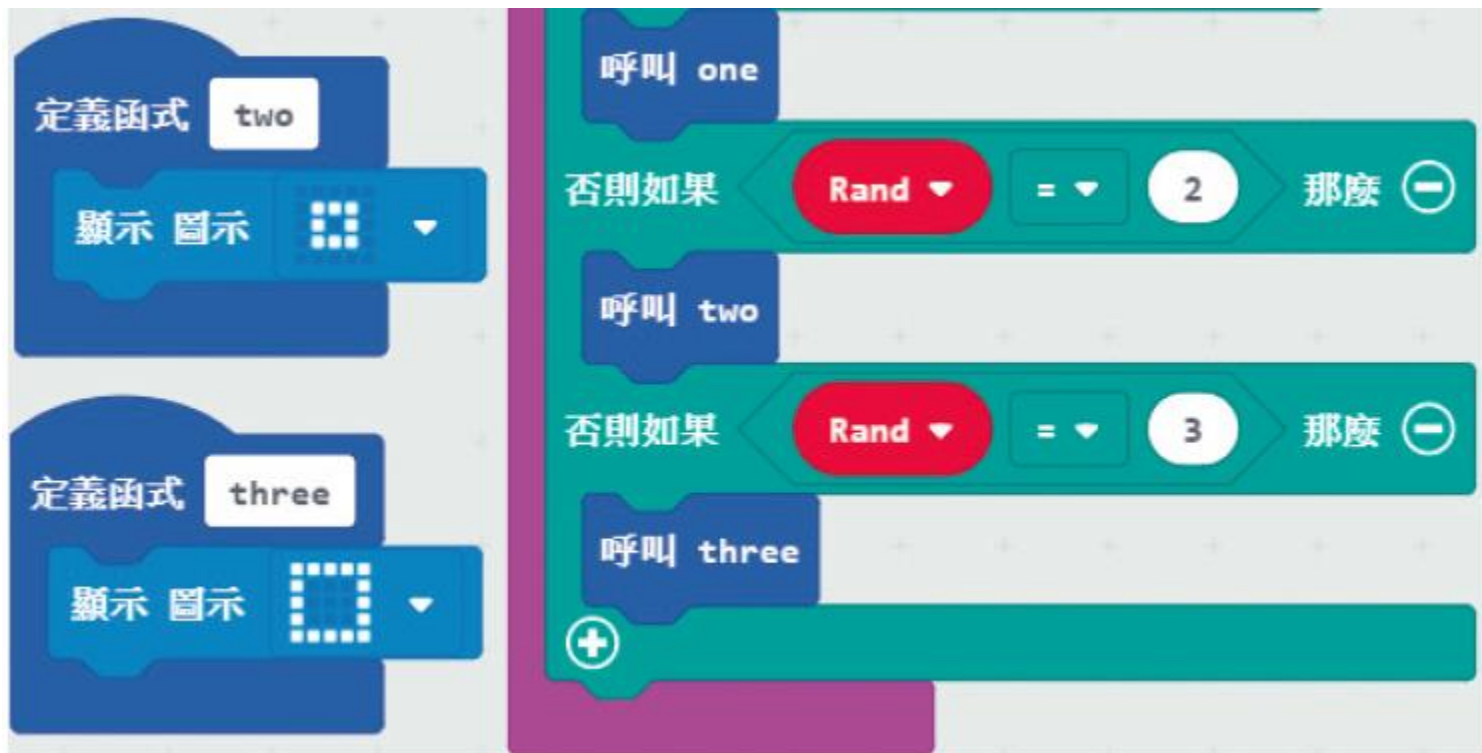 定義函式 two
顯示 圖示
定義函式 three
顯示 圖示
呼叫 one
否則如果 Rand = 2 那麼
呼叫 two
否則如果 Rand = 3 那麼
呼叫 three